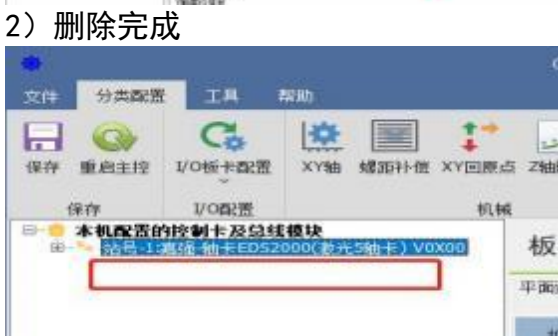 2）删除完成
文件 分类配置 工具 帮助
保存 重启主控 I/O板卡配置 XY轴 螺距补偿 XY回原点 Z轴
保存 I/O配置 机械
本机配置的控制卡及总线模块
站号-1:嘉强-轴卡EDS2000(激光5轴卡) V0X00
板
平面